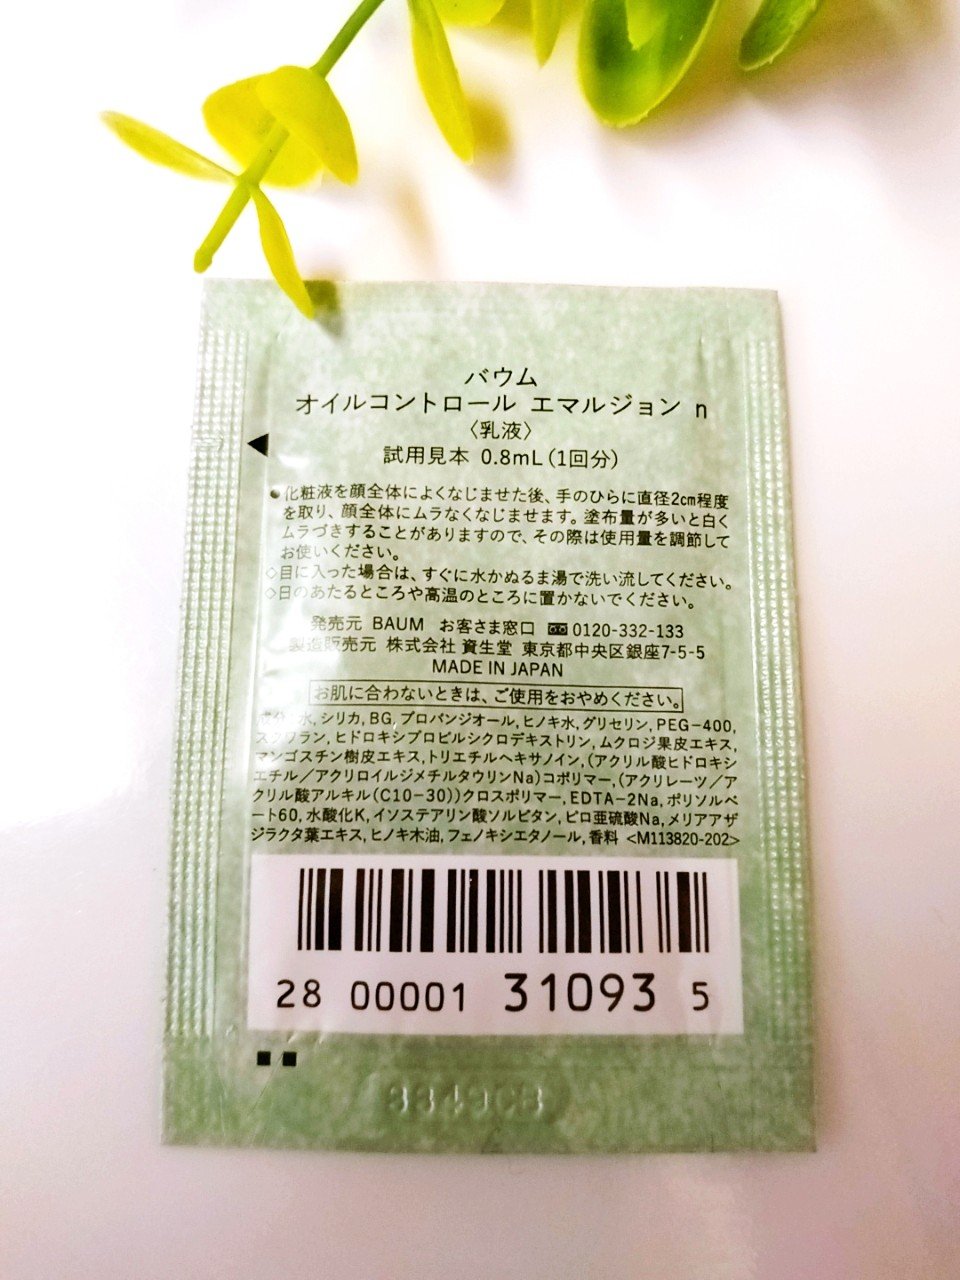 バウム
オイルコントロール エマルジョン n
〈乳液〉
試用見本 0.8mL（1回分）
●化粧液を顔全体によくなじませた後、手のひらに直径2cm程度
を取り、顔全体にムラなくなじませます。塗布量が多いと白く
ムラづきすることがありますので、その際は使用量を調節して
お使いください。
◇目に入った場合は、すぐに水かぬるま湯で洗い流してください。
◇日のあたるところや高温のところに置かないでください。
発売元 BAUM お客さま窓口 0120-332-133
製造販売元 株式会社 資生堂 東京都中央区銀座7-5-5
MADE IN JAPAN
お肌に合わないときは、ご使用をおやめください。
成分:水,シリカ,BG,プロパンジオール,ヒノキ水,グリセリン,PEG-400,
スクワラン,ヒドロキシプロピルシクロデキストリン,ムクロジ果皮エキス,
マンゴスチン樹皮エキス,トリエチルヘキサノイン,(アクリル酸ヒドロキシ
エチル／アクリロイルジメチルタウリンNa)コポリマー,(アクリレーツ／ア
クリル酸アルキル(C10-30))クロスポリマー,EDTA-2Na,ポリソルベ
ート60,水酸化K,イソステアリン酸ソルビタン,ピロ亜硫酸Na,メリアアザ
ジラクタ葉エキス,ヒノキ木油,フェノキシエタノール,香料 <M113820-202>
28 00001 31093 5